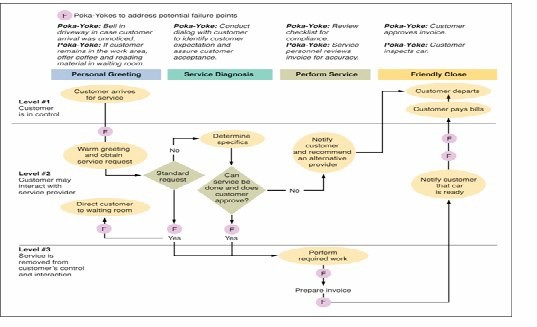 F Poka-Yokes to address potential failure points
Poka-Yoke: Bell in
driveway in case customer
arrival was unnoticed.
Poka-Yoke: If customer
remains in the work area,
offer coffee and reading
material in waiting room
Poka-Yoke: Conduct
dialog with customer
to identify customer
expectation and
assure customer
acceptance.
Poka-Yoke: Review
checklist for
compliance.
Poka-Yoke: Service
personnel reviews
invoice for accuracy.
Poka-Yoke: Customer
approves invoice.
Poka-Yoke: Customer
inspects car.
Personal Greeting
Service Diagnosis
Perform Service
Friendly Close
Level #1
Customer
is in control
Customer arrives
for service
Customer departs
Customer pays bills
F
F
F
Level #2
Customer may
interact with
service provider
Warm greeting
and obtain
service request
No
Standard
request
Determine
specifics
Can
service be
done and does
customer
approve?
No
Notify
customer
and recommend
an alternative
provider
Notify customer
that car
is ready
Direct customer
to waiting room
F
F
F
Yes
Yes
Level #3
Service is
removed from
customer's control
and interaction
Perform
required work
F
Prepare invoice
F